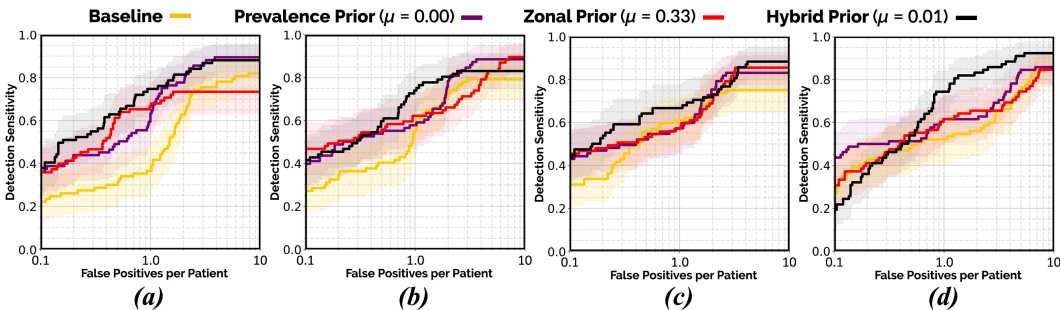 Baseline Prevalence Prior (μ = 0.00) Zonal Prior (μ = 0.33) Hybrid Prior (μ = 0.01)
Detection Sensitivity Detection Sensitivity Detection Sensitivity Detection Sensitivity
1.0 1.0 1.0 1.0
0.8 0.8 0.8 0.8
0.6 0.6 0.6 0.6
0.4 0.4 0.4 0.4
0.2 0.2 0.2 0.2
0.0 0.0 0.0 0.0
0.1 1.0 10 0.1 1.0 10 0.1 1.0 10 0.1 1.0 10
False Positives per Patient False Positives per Patient False Positives per Patient False Positives per Patient
(a) (b) (c) (d)